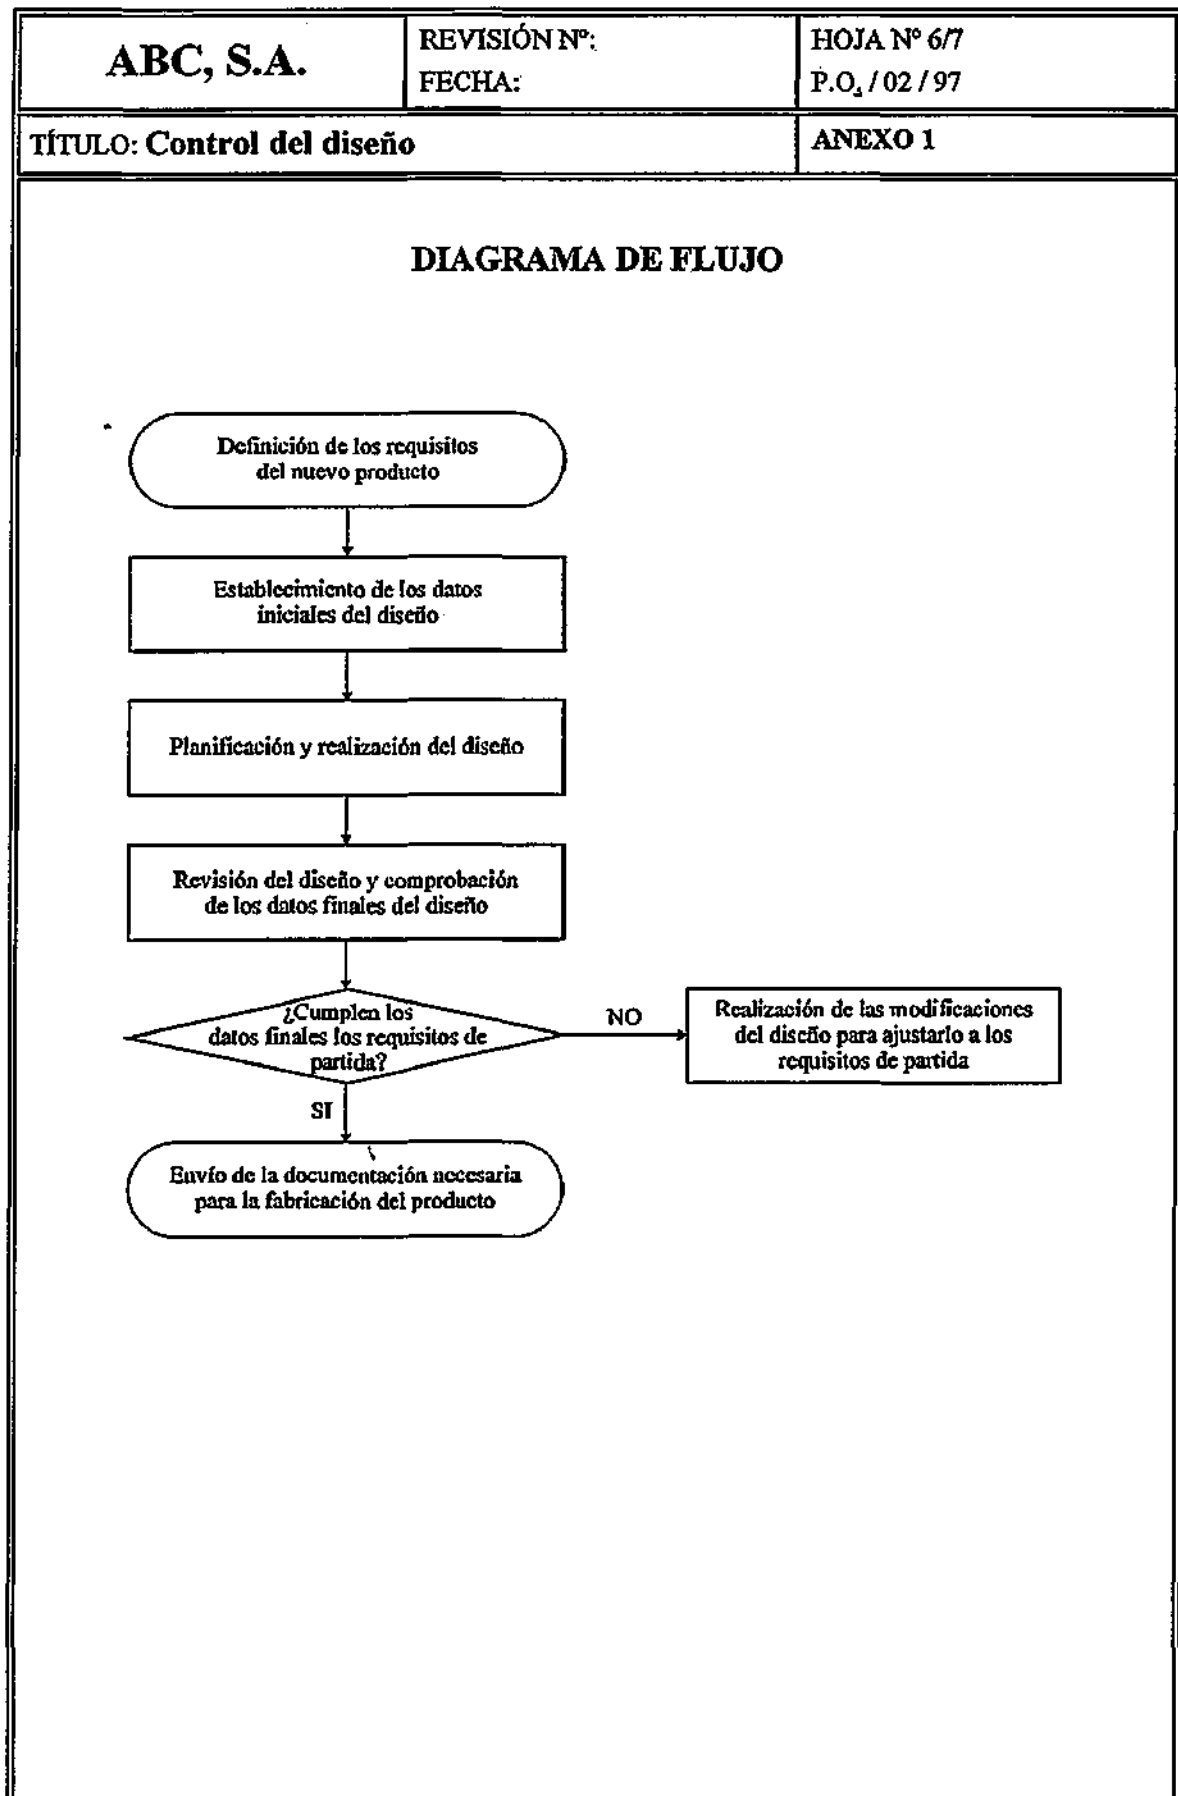 ABC, S.A.
REVISIÓN Nº:
FECHA:
HOJA Nº 6/7
P.O. / 02 / 97
TÍTULO: Control del diseño
ANEXO 1
DIAGRAMA DE FLUJO
Definición de los requisitos
del nuevo producto
Establecimiento de los datos
iniciales del diseño
Planificación y realización del diseño
Revisión del diseño y comprobación
de los datos finales del diseño
¿Cumplen los
datos finales los requisitos de
partida?
NO
Realización de las modificaciones
del diseño para ajustarlo a los
requisitos de partida
SI
Envío de la documentación necesaria
para la fabricación del producto